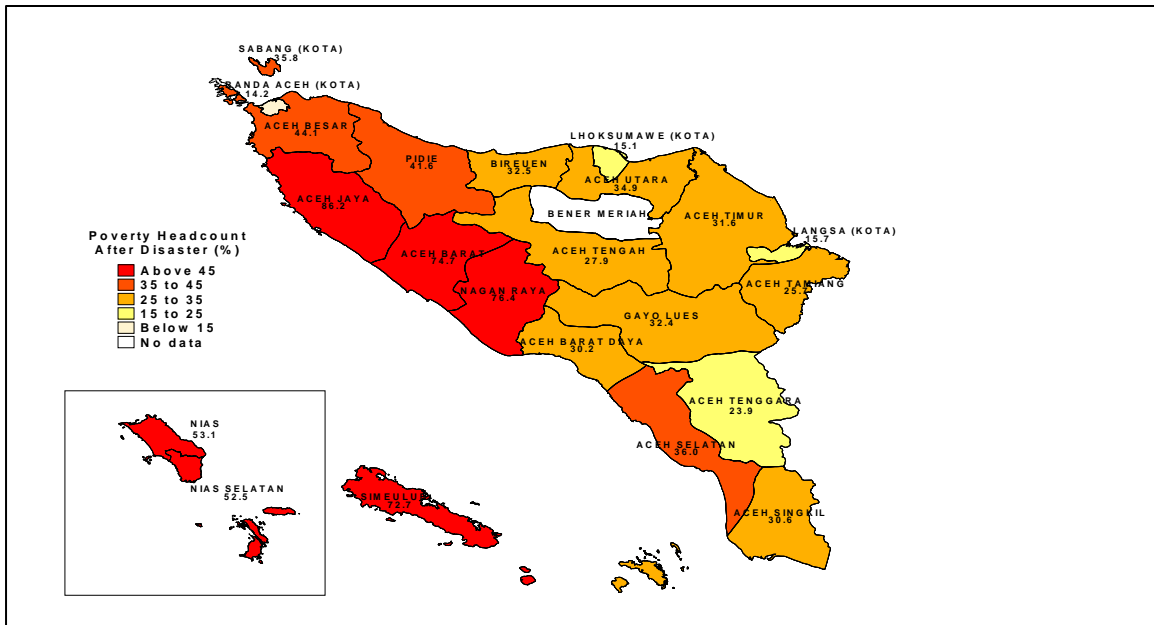 SABANG (KOTA)
35.8
BANDA ACEH (KOTA)
14.2
ACEH BESAR
44.1
PIDIE
41.6
BIREUEN
32.5
LHOKSUMAWE (KOTA)
15.1
ACEH UTARA
34.9
BENER MERIAH
ACEH TIMUR
31.6
LANGSA (KOTA)
15.7
ACEH JAYA
ACEH BARAT
74.7
ACEH TENGAH
27.9
ACEH TAMIANG
NAGAN RAYA
76.4
GAYO LUES
32.4
ACEH BARAT DAYA
30.2
ACEH TENGGARA
23.9
ACEH SELATAN
36.0
ACEH SINGKIL
30.6
SIMEULUE
72.7
Poverty Headcount
After Disaster (%)
Above 45
35 to 45
25 to 35
15 to 25
Below 15
No data
NIAS
53.1
NIAS SELATAN
52.5